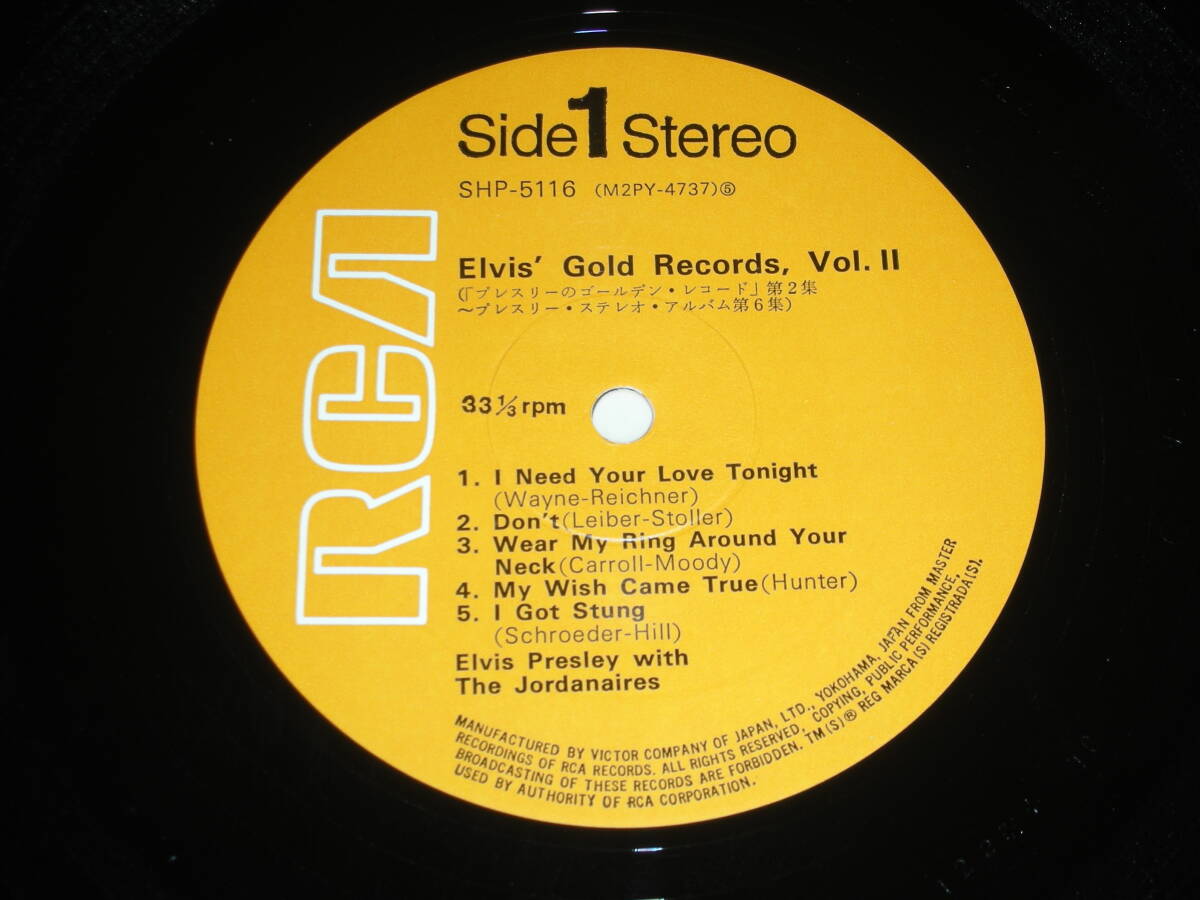 Side 1 Stereo
SHP-5116 (M2PY-4737)⑤
RCA
Elvis' Gold Records, Vol. II
(「プレスリーのゴールデン・レコード」第2集
～プレスリー・ステレオ・アルバム第6集)
33⅓ rpm
1. I Need Your Love Tonight
(Wayne-Reichner)
2. Don't (Leiber-Stoller)
3. Wear My Ring Around Your
Neck (Carroll-Moody)
4. My Wish Came True (Hunter)
5. I Got Stung
(Schroeder-Hill)
Elvis Presley with
The Jordanaires
MANUFACTURED BY VICTOR COMPANY OF JAPAN, LTD., YOKOHAMA, JAPAN FROM MASTER
RECORDINGS OF RCA RECORDS. ALL RIGHTS RESERVED, COPYING, PUBLIC PERFORMANCE,
BROADCASTING OF THESE RECORDS ARE FORBIDDEN. TM(S)® REG MARCA(S) REGISTRADA(S).
USED BY AUTHORITY OF RCA CORPORATION.